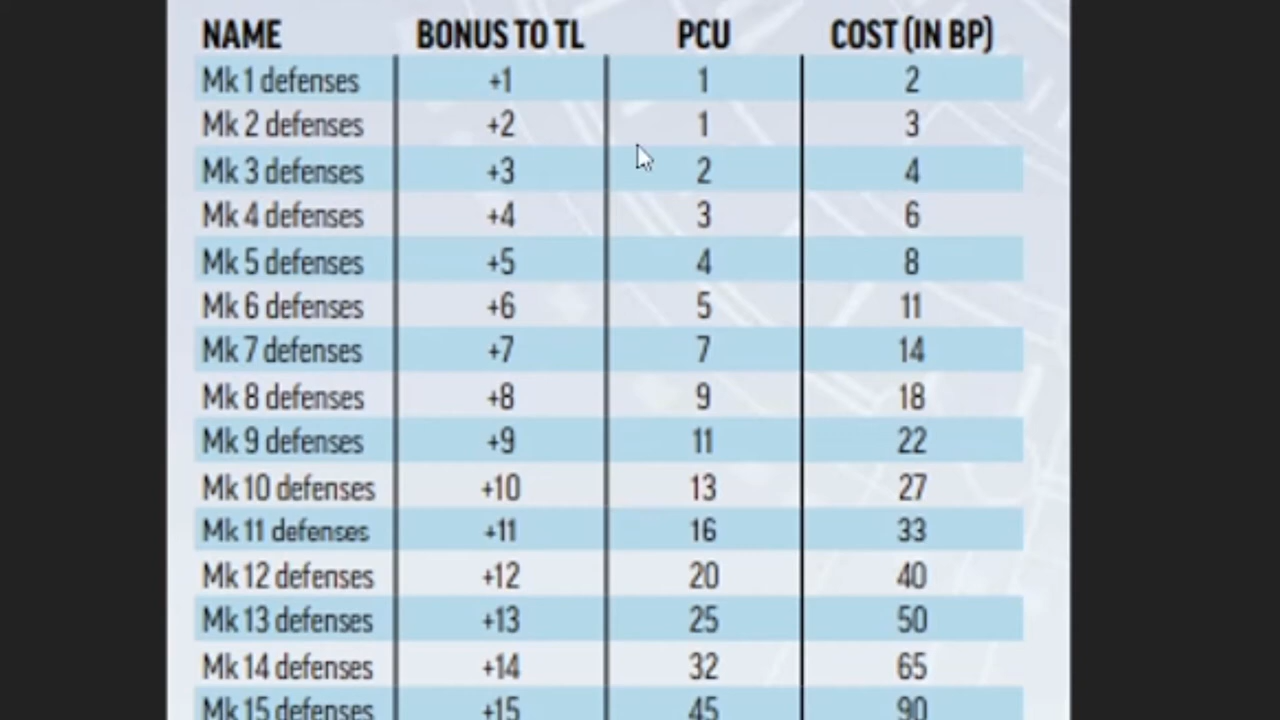 NAME BONUS TO TL PCU COST (IN BP)
Mk 1 defenses +1 1 2
Mk 2 defenses +2 1 3
Mk 3 defenses +3 2 4
Mk 4 defenses +4 3 6
Mk 5 defenses +5 4 8
Mk 6 defenses +6 5 11
Mk 7 defenses +7 7 14
Mk 8 defenses +8 9 18
Mk 9 defenses +9 11 22
Mk 10 defenses +10 13 27
Mk 11 defenses +11 16 33
Mk 12 defenses +12 20 40
Mk 13 defenses +13 25 50
Mk 14 defenses +14 32 65
Mk 15 defenses +15 45 90